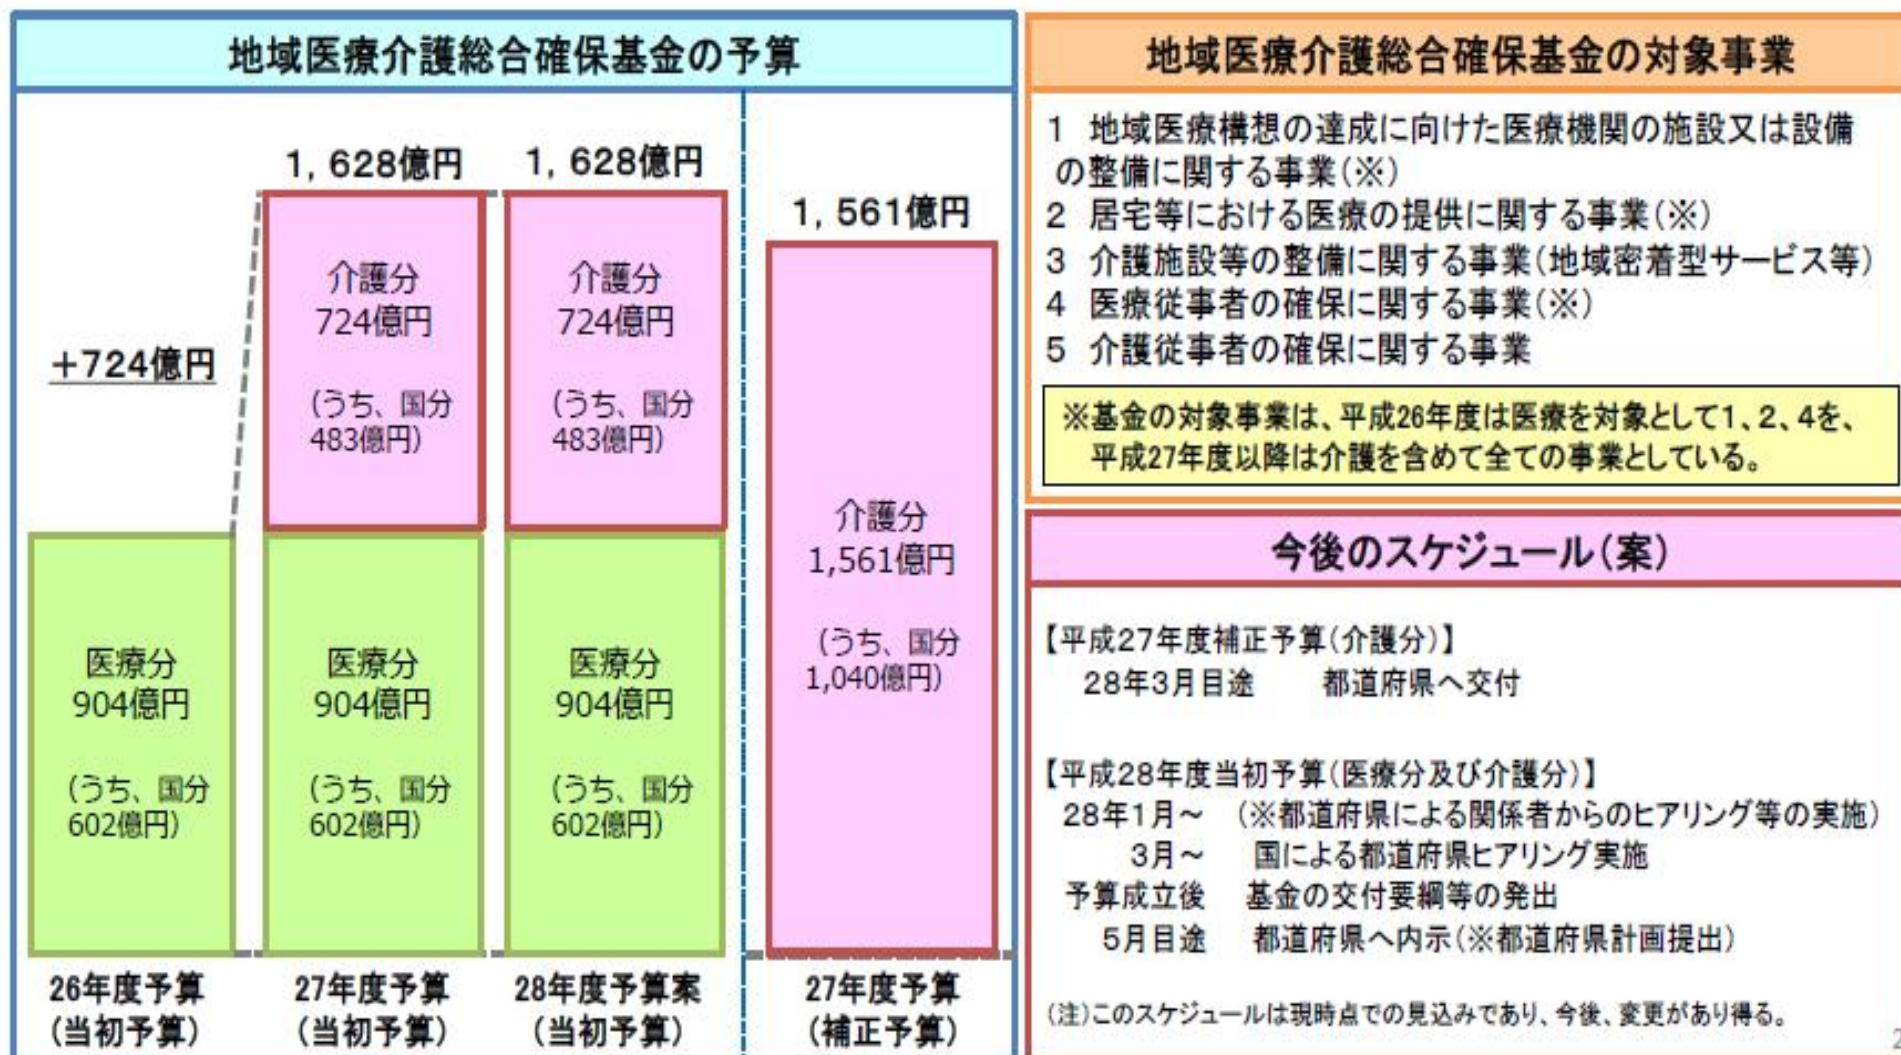 地域医療介護総合確保基金の予算
1,628億円
1,628億円
1,561億円
+724億円
介護分
724億円
(うち、国分
483億円)
介護分
724億円
(うち、国分
483億円)
介護分
1,561億円
(うち、国分
1,040億円)
医療分
904億円
(うち、国分
602億円)
医療分
904億円
(うち、国分
602億円)
医療分
904億円
(うち、国分
602億円)
26年度予算
(当初予算)
27年度予算
(当初予算)
28年度予算案
(当初予算)
27年度予算
(補正予算)
地域医療介護総合確保基金の対象事業
1 地域医療構想の達成に向けた医療機関の施設又は設備
の整備に関する事業(※)
2 居宅等における医療の提供に関する事業(※)
3 介護施設等の整備に関する事業(地域密着型サービス等)
4 医療従事者の確保に関する事業(※)
5 介護従事者の確保に関する事業
※基金の対象事業は、平成26年度は医療を対象として1、2、4を、
平成27年度以降は介護を含めて全ての事業としている。
今後のスケジュール(案)
【平成27年度補正予算(介護分)】
28年3月目途 都道府県へ交付
【平成28年度当初予算(医療分及び介護分)】
28年1月~ (※都道府県による関係者からのヒアリング等の実施)
3月~ 国による都道府県ヒアリング実施
予算成立後 基金の交付要綱等の発出
5月目途 都道府県へ内示(※都道府県計画提出)
(注)このスケジュールは現時点での見込みであり、今後、変更があり得る。
2